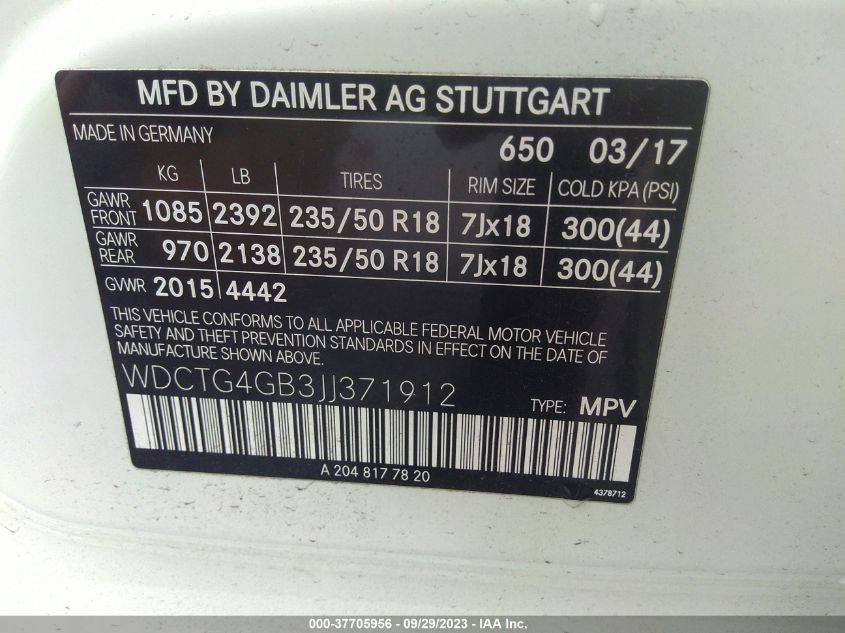 MFD BY DAIMLER AG STUTTGART
MADE IN GERMANY 650 03/17
KG LB TIRES RIM SIZE COLD KPA (PSI)
GAWR FRONT 1085 2392 235/50 R18 7Jx18 300(44)
GAWR REAR 970 2138 235/50 R18 7Jx18 300(44)
GVWR 2015 4442
THIS VEHICLE CONFORMS TO ALL APPLICABLE FEDERAL MOTOR VEHICLE
SAFETY AND THEFT PREVENTION STANDARDS IN EFFECT ON THE DATE OF
MANUFACTURE SHOWN ABOVE.
WDCTG4GB3JJ371912 TYPE: MPV
A 204 817 78 20
4378712
000-37705956 - 09/29/2023 - IAA Inc.